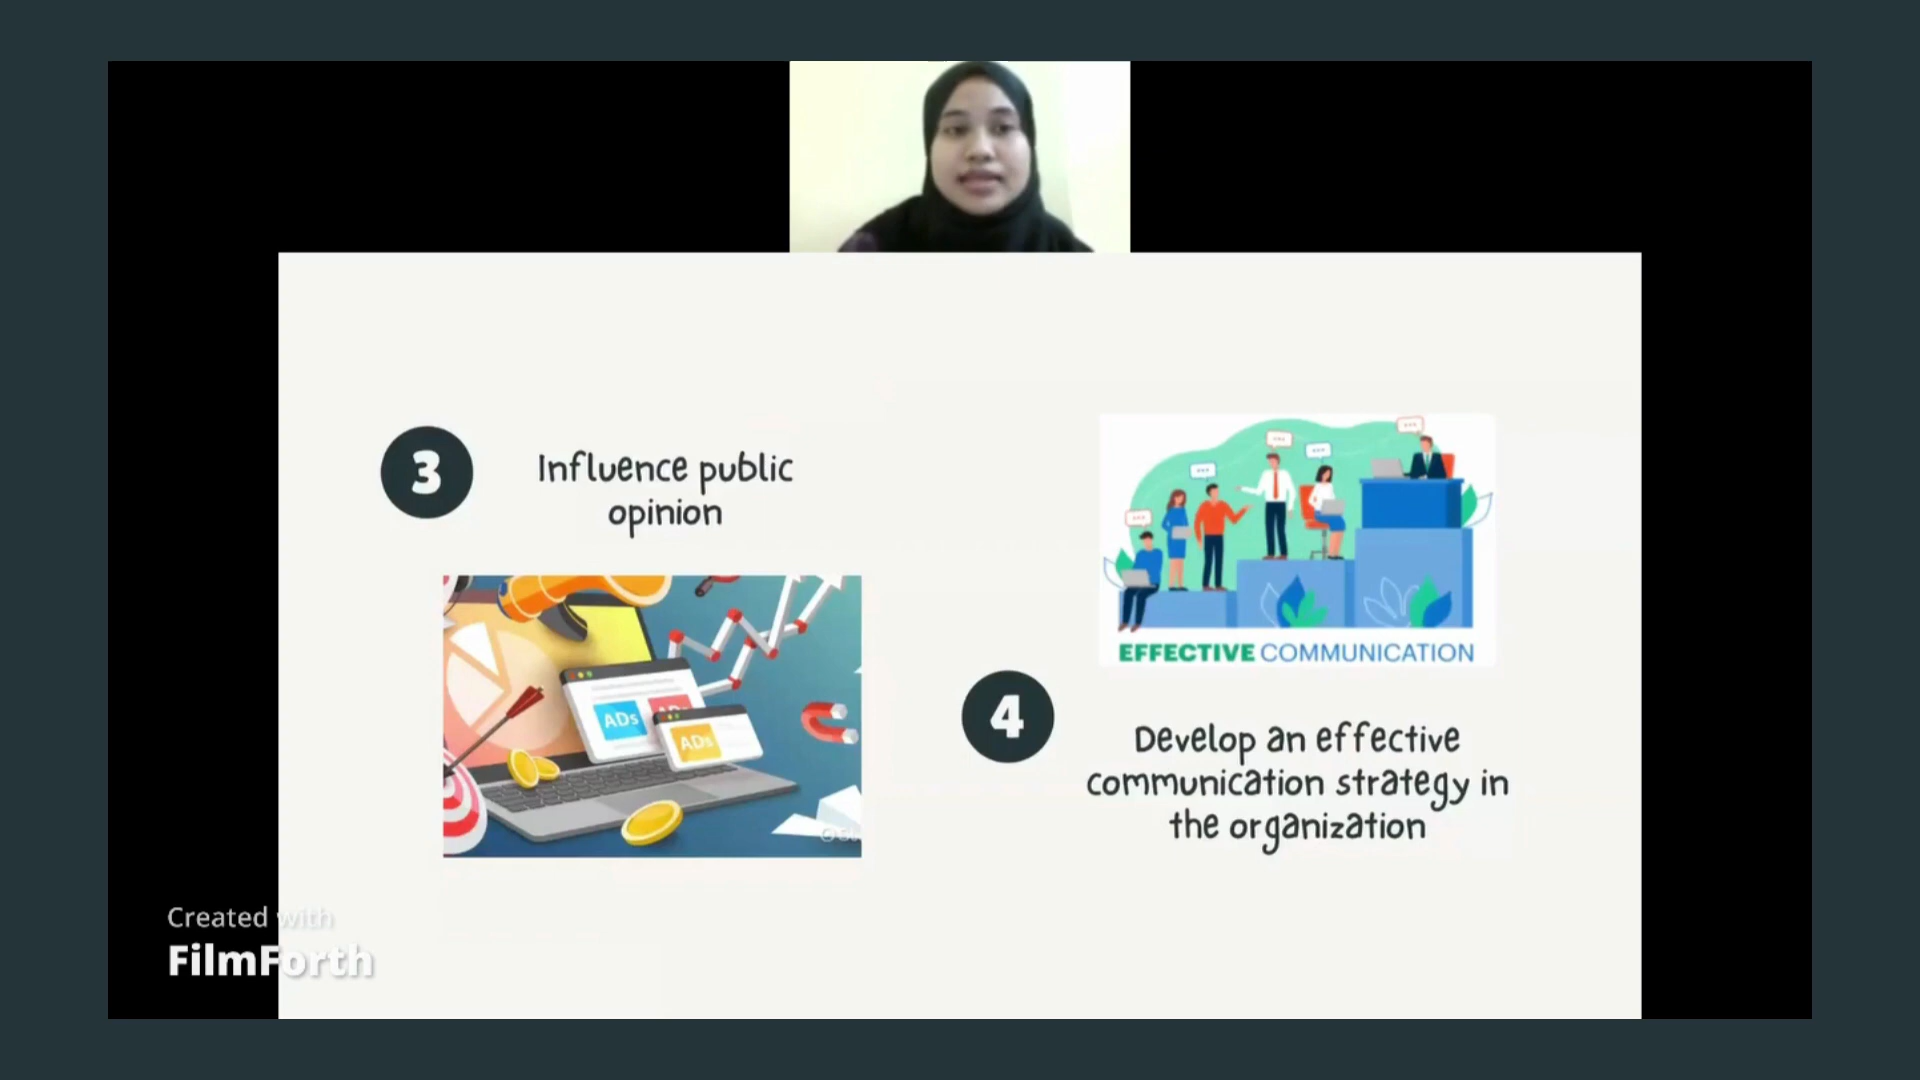 3
Influence public
opinion
ADs
ADs
EFFECTIVE COMMUNICATION
4
Develop an effective
communication strategy in
the organization
Created with
FilmForth